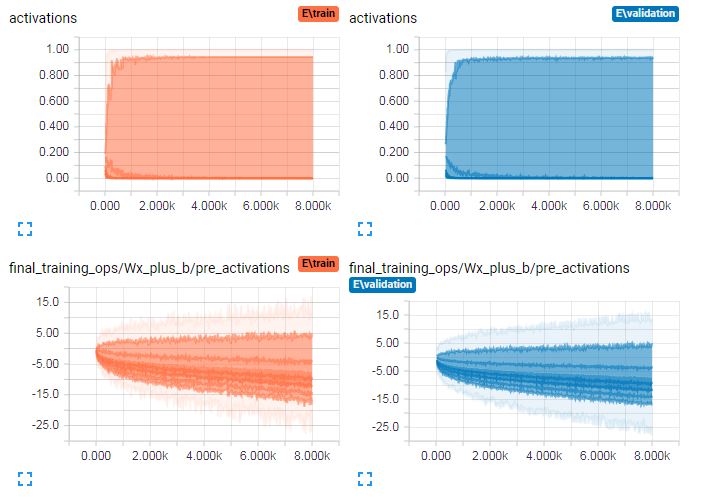 activations
E\train
1.00
0.800
0.600
0.400
0.200
0.00
0.000 2.000k 4.000k 6.000k 8.000k
activations
E\validation
1.00
0.800
0.600
0.400
0.200
0.00
0.000 2.000k 4.000k 6.000k 8.000k
final_training_ops/Wx_plus_b/pre_activations
E\train
15.0
5.00
-5.00
-15.0
-25.0
0.000 2.000k 4.000k 6.000k 8.000k
final_training_ops/Wx_plus_b/pre_activations
E\validation
15.0
5.00
-5.00
-15.0
-25.0
0.000 2.000k 4.000k 6.000k 8.000k